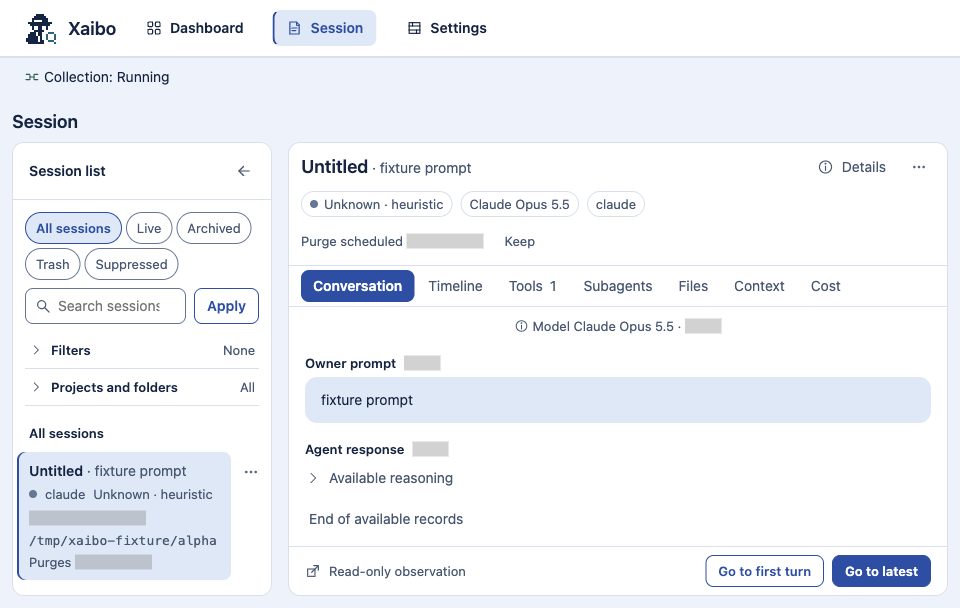 Xaibo
Dashboard
Session
Settings
Collection: Running
Session
Session list
All sessions
Live
Archived
Trash
Suppressed
Search sessions
Apply
Filters
None
Projects and folders
All
All sessions
Untitled · fixture prompt
claude Unknown · heuristic
/tmp/xaibo-fixture/alpha
Purges
Untitled · fixture prompt
Details
Unknown · heuristic
Claude Opus 5.5
claude
Purge scheduled
Keep
Conversation
Timeline
Tools 1
Subagents
Files
Context
Cost
Model Claude Opus 5.5 ·
Owner prompt
fixture prompt
Agent response
Available reasoning
End of available records
Read-only observation
Go to first turn
Go to latest